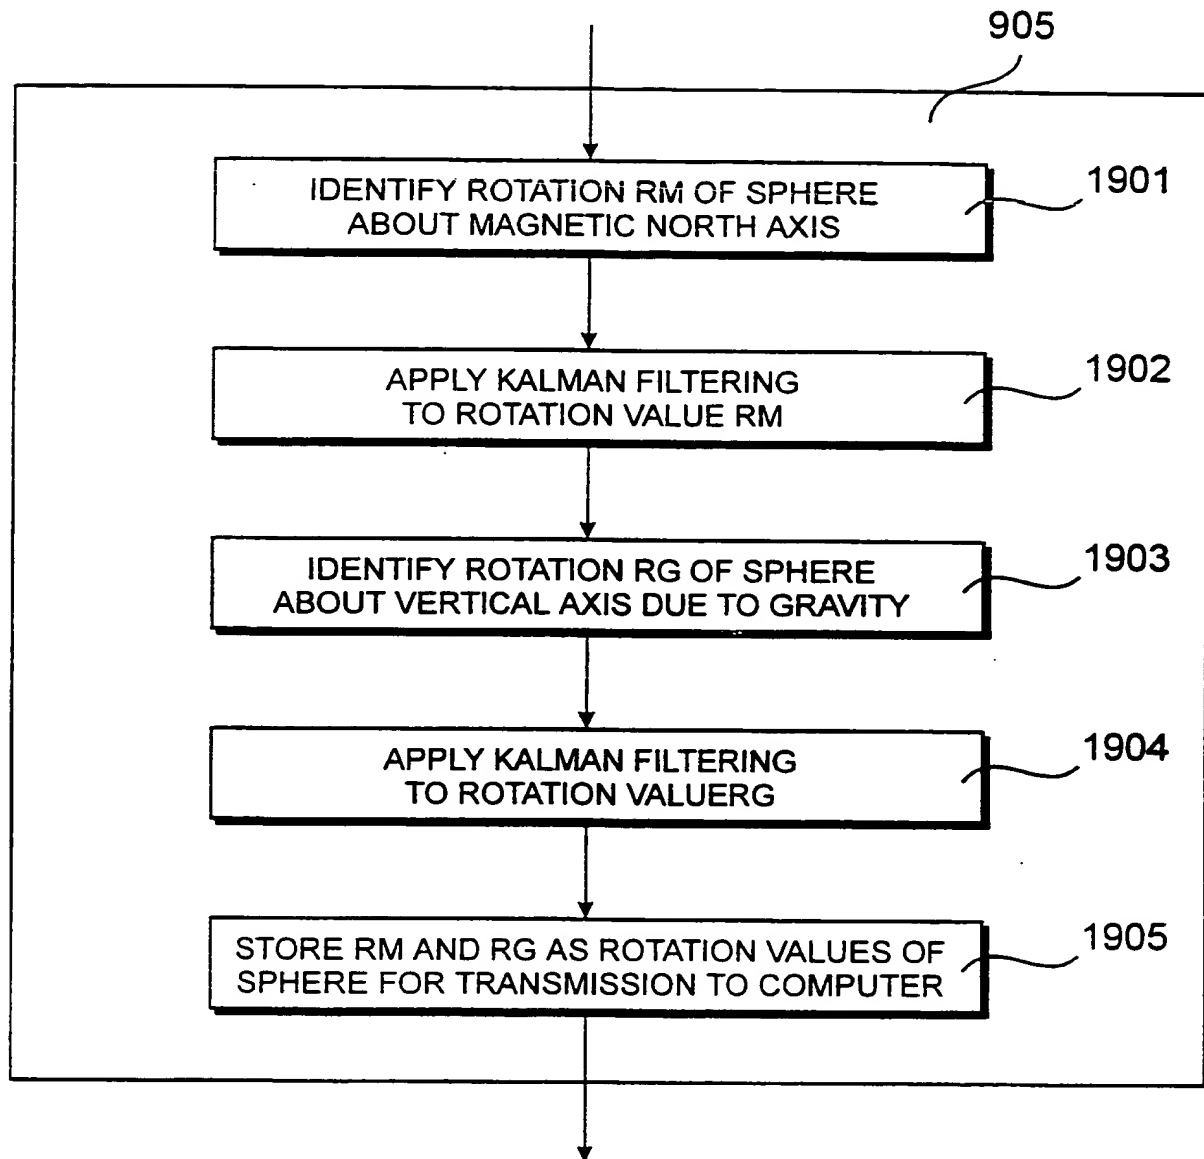 905
IDENTIFY ROTATION RM OF SPHERE
ABOUT MAGNETIC NORTH AXIS
1901
APPLY KALMAN FILTERING
TO ROTATION VALUE RM
1902
IDENTIFY ROTATION RG OF SPHERE
ABOUT VERTICAL AXIS DUE TO GRAVITY
1903
APPLY KALMAN FILTERING
TO ROTATION VALUERG
1904
STORE RM AND RG AS ROTATION VALUES OF
SPHERE FOR TRANSMISSION TO COMPUTER
1905